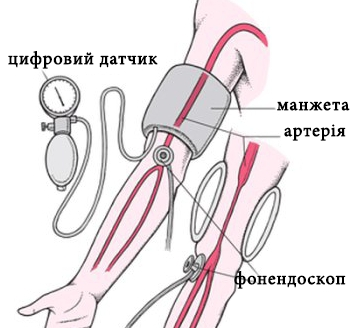 цифровий датчик
манжета
артерія
фонендоскоп